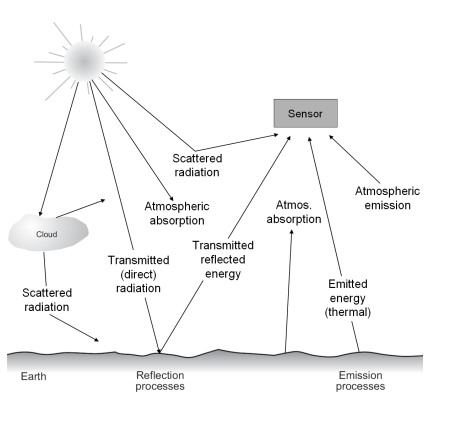 Sensor
Scattered
radiation
Atmospheric
absorption
Atmos.
absorption
Atmospheric
emission
Cloud
Transmitted
(direct)
radiation
Transmitted
reflected
energy
Scattered
radiation
Emitted
energy
(thermal)
Earth
Reflection
processes
Emission
processes